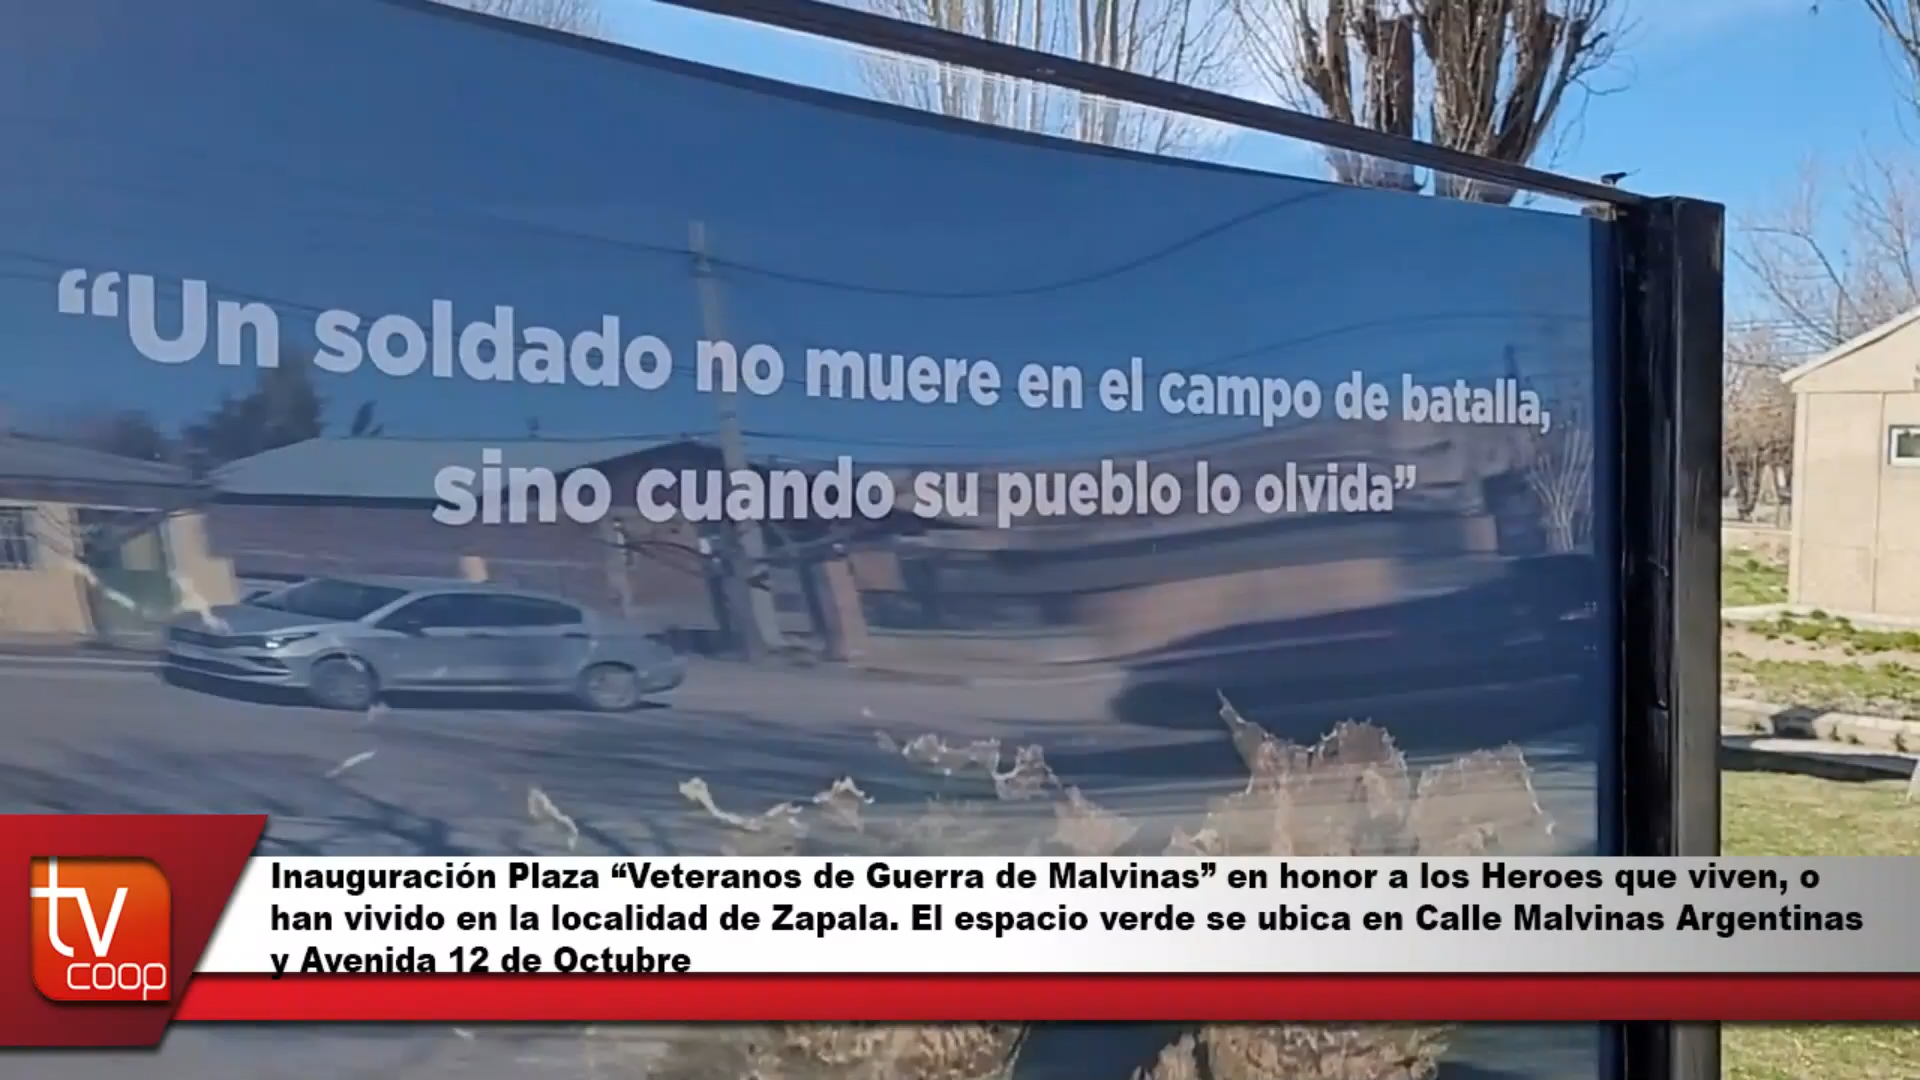 “Un soldado no muere en el campo de batalla,
sino cuando su pueblo lo olvida”
Inauguración Plaza “Veteranos de Guerra de Malvinas” en honor a los Heroes que viven, o
han vivido en la localidad de Zapala. El espacio verde se ubica en Calle Malvinas Argentinas
y Avenida 12 de Octubre
tv
coop